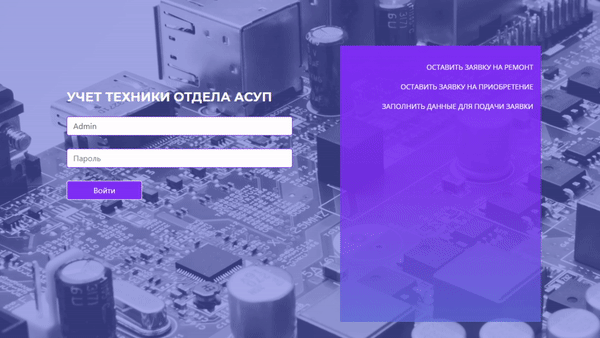 УЧЕТ ТЕХНИКИ ОТДЕЛА АСУП
Admin
Пароль
Войти
ОСТАВИТЬ ЗАЯВКУ НА РЕМОНТ
ОСТАВИТЬ ЗАЯВКУ НА ПРИОБРЕТЕНИЕ
ЗАПОЛНИТЬ ДАННЫЕ ДЛЯ ПОДАЧИ ЗАЯВКИ